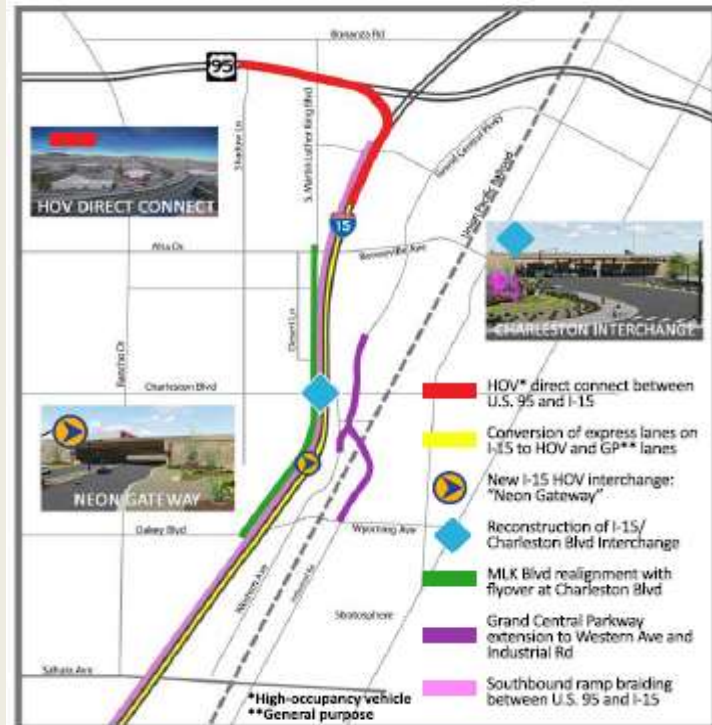 Bonanza Rd
95
Shadow Ln
S. Martin Luther King Blvd
Grand Central Pkwy
Union Pacific Railroad
HOV DIRECT CONNECT
15
Alta Dr.
Bonneville Ave
CHARLESTON INTERCHANGE
Desert Ln
Rancho Dr
Charleston Blvd
NEON GATEWAY
Oakey Blvd
Wyoming Ave
Western Ave
Industrial Rd
Stratosphere
Sahara Ave
HOV* direct connect between
U.S. 95 and I-15
Conversion of express lanes on
I-15 to HOV and GP** lanes
New I-15 HOV interchange:
"Neon Gateway"
Reconstruction of I-15/
Charleston Blvd Interchange
MLK Blvd realignment with
flyover at Charleston Blvd
Grand Central Parkway
extension to Western Ave and
Industrial Rd
Southbound ramp braiding
between U.S. 95 and I-15
*High-occupancy vehicle
**General purpose